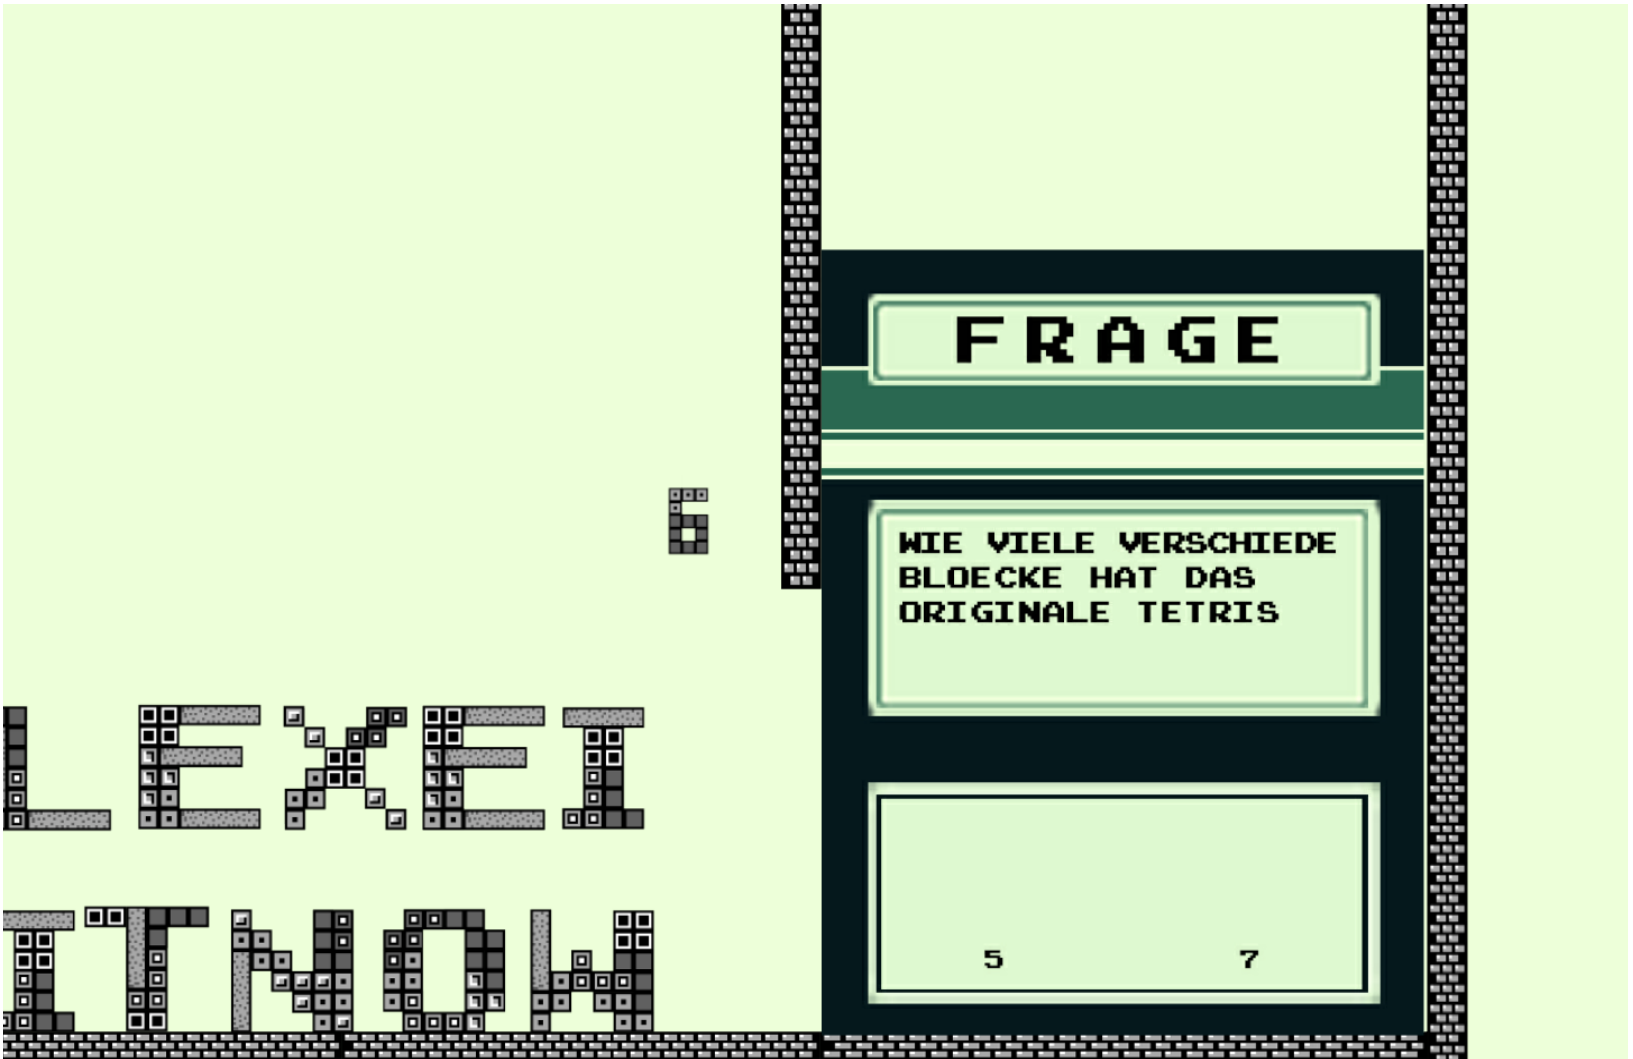 6
LEXEI
ITNOW
FRAGE
WIE VIELE VERSCHIEDE
BLOECKE HAT DAS
ORIGINALE TETRIS
5 7